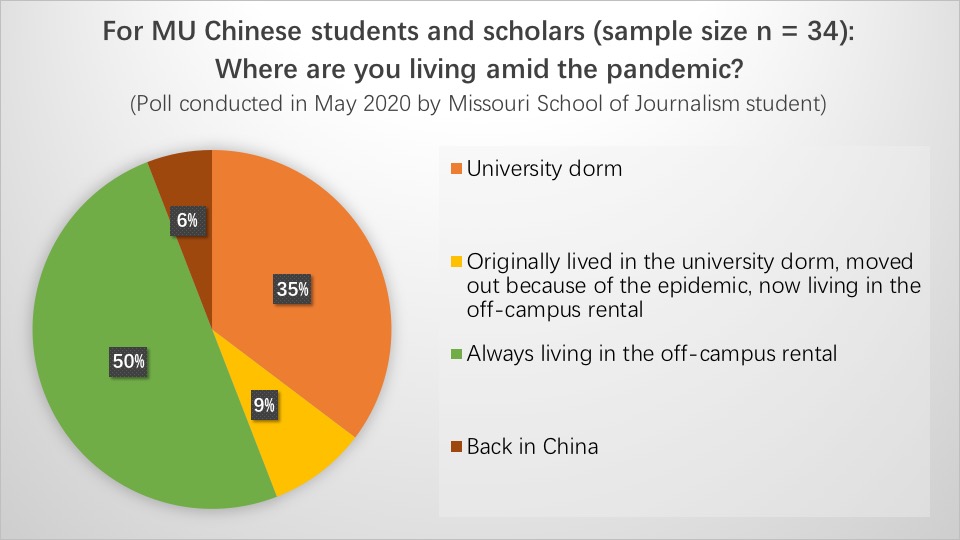 For MU Chinese students and scholars (sample size n = 34):
Where are you living amid the pandemic?
(Poll conducted in May 2020 by Missouri School of Journalism student)
6%
35%
50%
9%
University dorm
Originally lived in the university dorm, moved
out because of the epidemic, now living in the
off-campus rental
Always living in the off-campus rental
Back in China